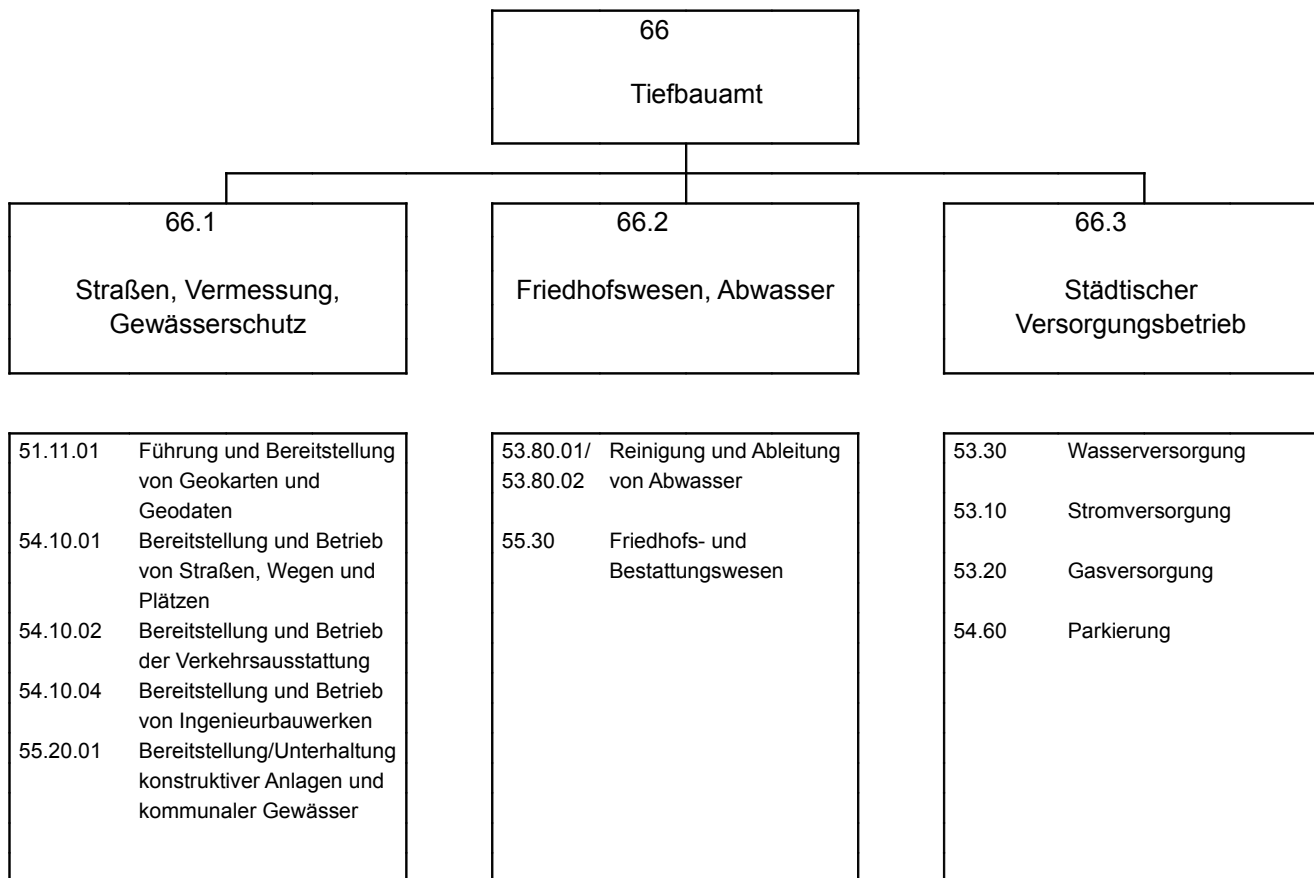 66
Tiefbauamt
66.1
Straßen, Vermessung,
Gewässerschutz
66.2
Friedhofswesen, Abwasser
66.3
Städtischer
Versorgungsbetrieb
51.11.01 Führung und Bereitstellung
von Geokarten und
Geodaten
54.10.01 Bereitstellung und Betrieb
von Straßen, Wegen und
Plätzen
54.10.02 Bereitstellung und Betrieb
der Verkehrsausstattung
54.10.04 Bereitstellung und Betrieb
von Ingenieurbauwerken
55.20.01 Bereitstellung/Unterhaltung
konstruktiver Anlagen und
kommunaler Gewässer
53.80.01/ Reinigung und Ableitung
53.80.02 von Abwasser
55.30 Friedhofs- und
Bestattungswesen
53.30 Wasserversorgung
53.10 Stromversorgung
53.20 Gasversorgung
54.60 Parkierung